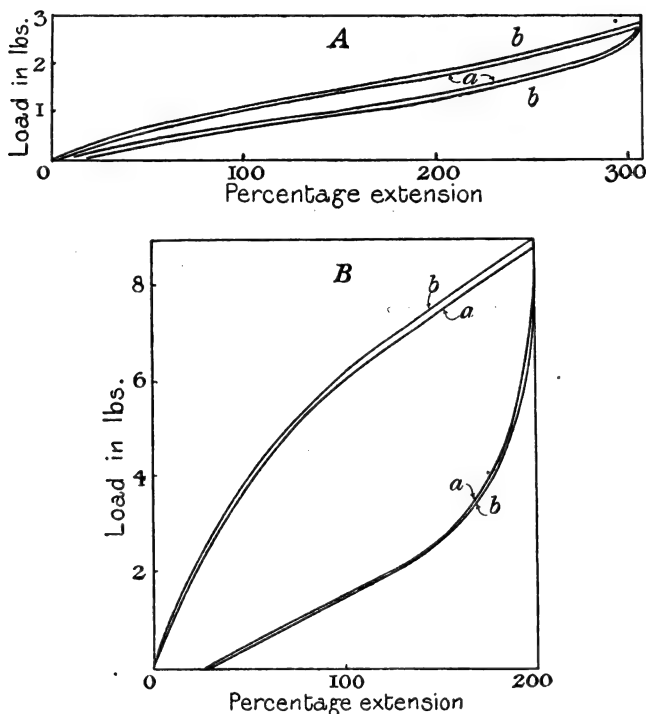 A
Load in lbs.
3
2
1
0
b
a
b
100
200
300
Percentage extension
B
Load in lbs.
8
6
4
2
b
a
a
b
0
100
200
Percentage extension